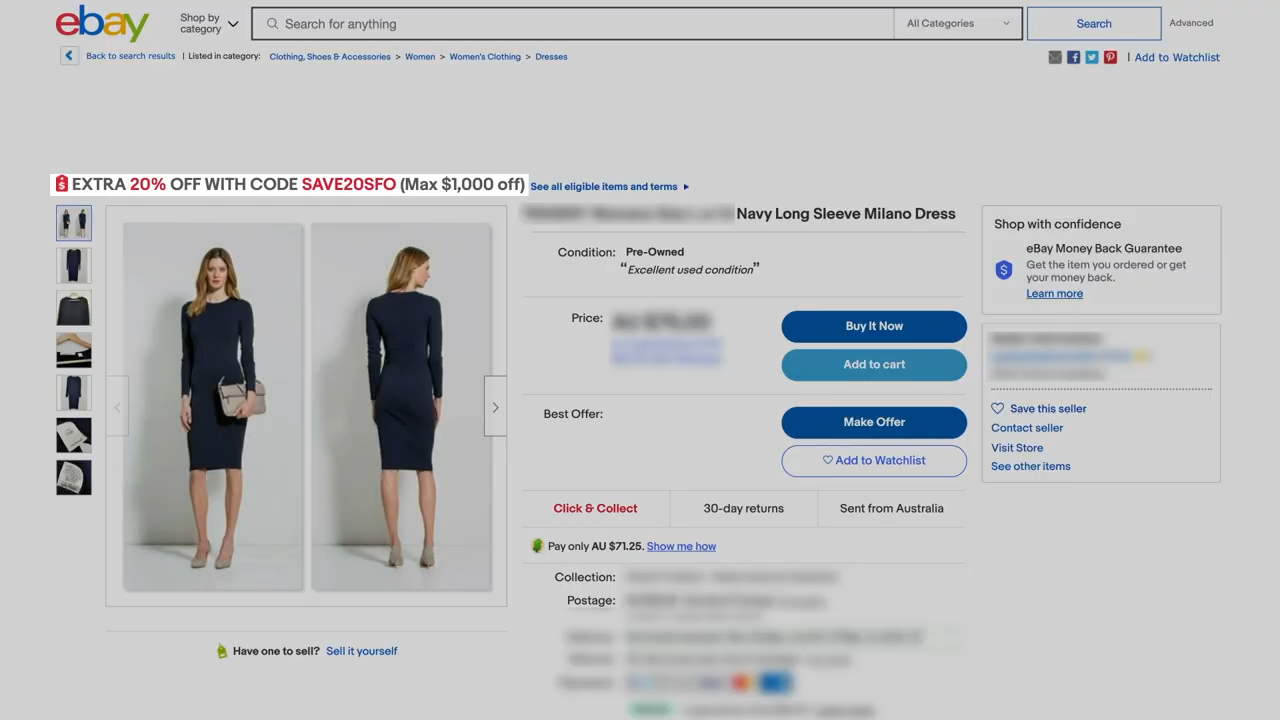 ebay
Shop by
category
Search for anything
All Categories
Search
Advanced
Back to search results | Listed in category: Clothing, Shoes & Accessories > Women > Women's Clothing > Dresses
| Add to Watchlist
EXTRA 20% OFF WITH CODE SAVE20SFO (Max $1,000 off) See all eligible items and terms
Navy Long Sleeve Milano Dress
Condition: Pre-Owned
“Excellent used condition”
Price:
Buy It Now
Add to cart
Best Offer:
Make Offer
Add to Watchlist
Click & Collect
30-day returns
Sent from Australia
Pay only AU $71.25. Show me how
Collection:
Postage:
Shop with confidence
eBay Money Back Guarantee
Get the item you ordered or get
your money back.
Learn more
Save this seller
Contact seller
Visit Store
See other items
Have one to sell? Sell it yourself